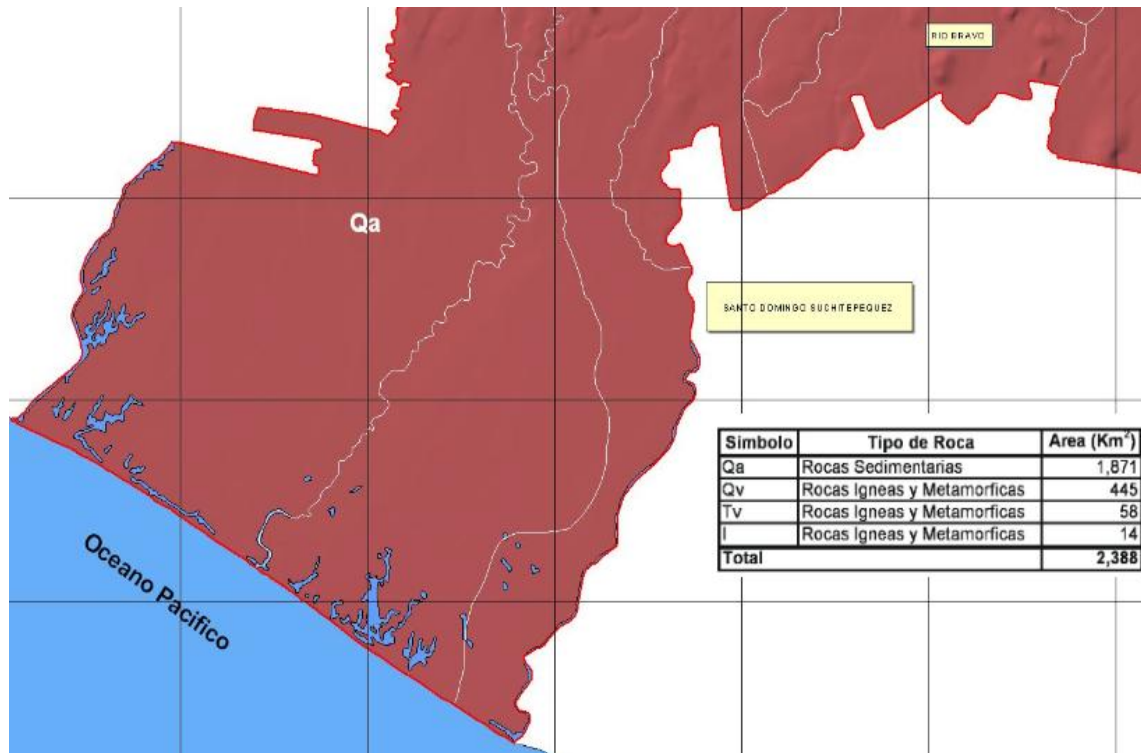 RIO BRAVO
Qa
SANTO DOMINGO SUCHITEPEQUEZ
Simbolo Tipo de Roca Area (Km²)
Qa Rocas Sedimentarias 1,871
Qv Rocas Igneas y Metamorficas 445
Tv Rocas Igneas y Metamorficas 58
I Rocas Igneas y Metamorficas 14
Total 2,388
Oceano Pacifico